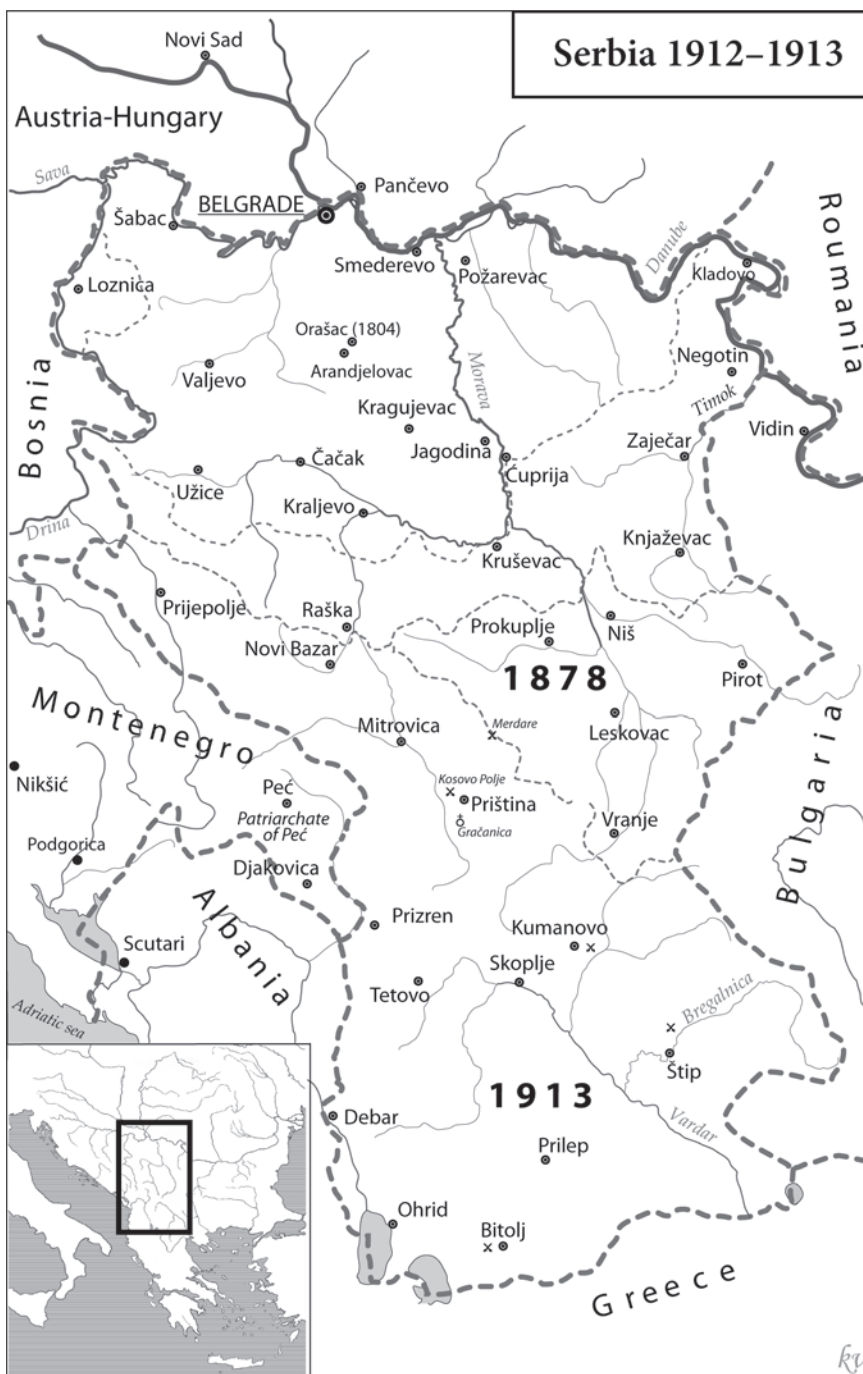 Serbia 1912–1913
Novi Sad
Austria-Hungary
Sava
BELGRADE
Pančevo
Šabac
Smederevo
Požarevac
Danube
Kladovo
Roumania
Loznica
Orašac (1804)
Arandjelovac
Valjevo
Morava
Negotin
Timok
Vidin
Bosnia
Kragujevac
Jagodina
Ćuprija
Zaječar
Čačak
Užice
Kraljevo
Drina
Kruševac
Knjaževac
Prijepolje
Raška
Novi Bazar
Prokuplje
Niš
1878
Pirot
Montenegro
Mitrovica
Merdare
Leskovac
Nikšić
Peć
Patriarchate
of Peć
Kosovo Polje
Priština
Gračanica
Vranje
Bulgaria
Podgorica
Djakovica
Albania
Prizren
Kumanovo
Scutari
Skoplje
Tetovo
Adriatic sea
Bregalnica
Štip
1913
Debar
Vardar
Prilep
Ohrid
Bitolj
Greece